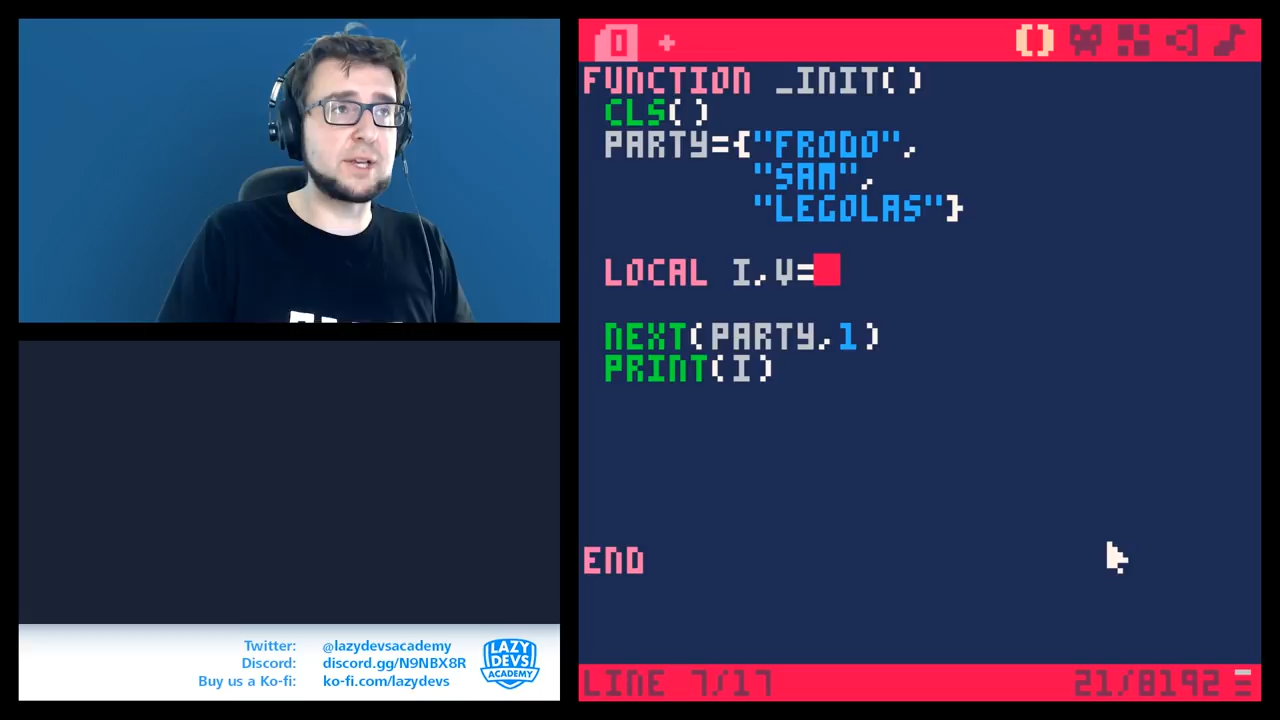 FUNCTION _INIT()
CLS()
PARTY={"FRODO",
"SAM",
"LEGOLAS"}
LOCAL I,V=
NEXT(PARTY,1)
PRINT(I)
END
LINE 7/17 21/8192
Twitter: @lazydevsacademy
Discord: discord.gg/N9NBX8R
Buy us a Ko-fi: ko-fi.com/lazydevs
LAZY
DEVS
ACADEMY